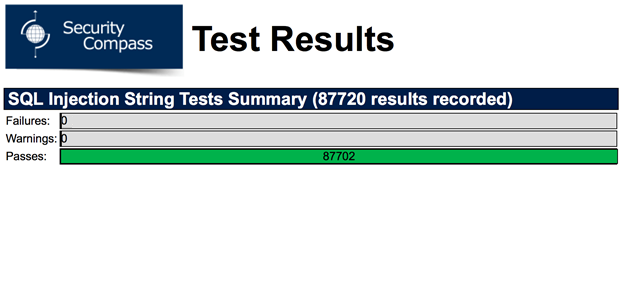 Security
Compass
Test Results
SQL Injection String Tests Summary (87720 results recorded)
Failures: 0
Warnings: 0
Passes: 87702